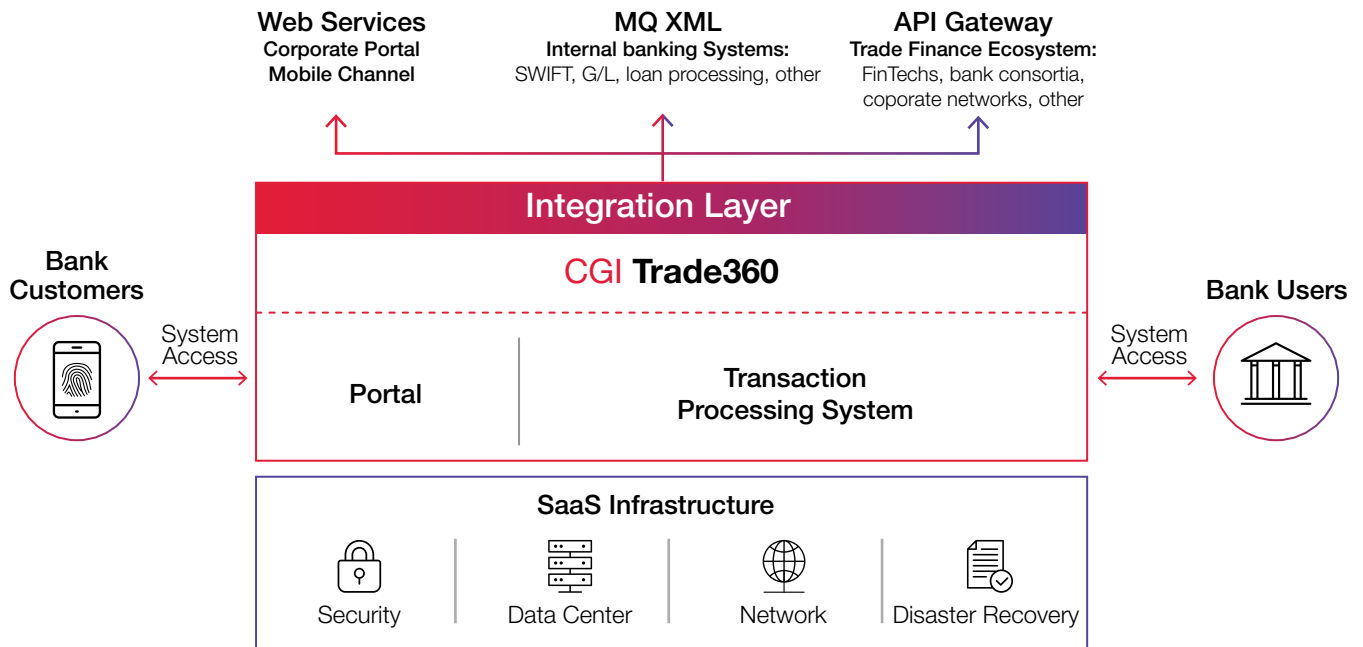 Web Services
Corporate Portal
Mobile Channel
MQ XML
Internal banking Systems:
SWIFT, G/L, loan processing, other
API Gateway
Trade Finance Ecosystem:
FinTechs, bank consortia,
coporate networks, other
Integration Layer
CGI Trade360
Bank
Customers
System
Access
Portal
Transaction
Processing System
System
Access
Bank Users
SaaS Infrastructure
Security
Data Center
Network
Disaster Recovery